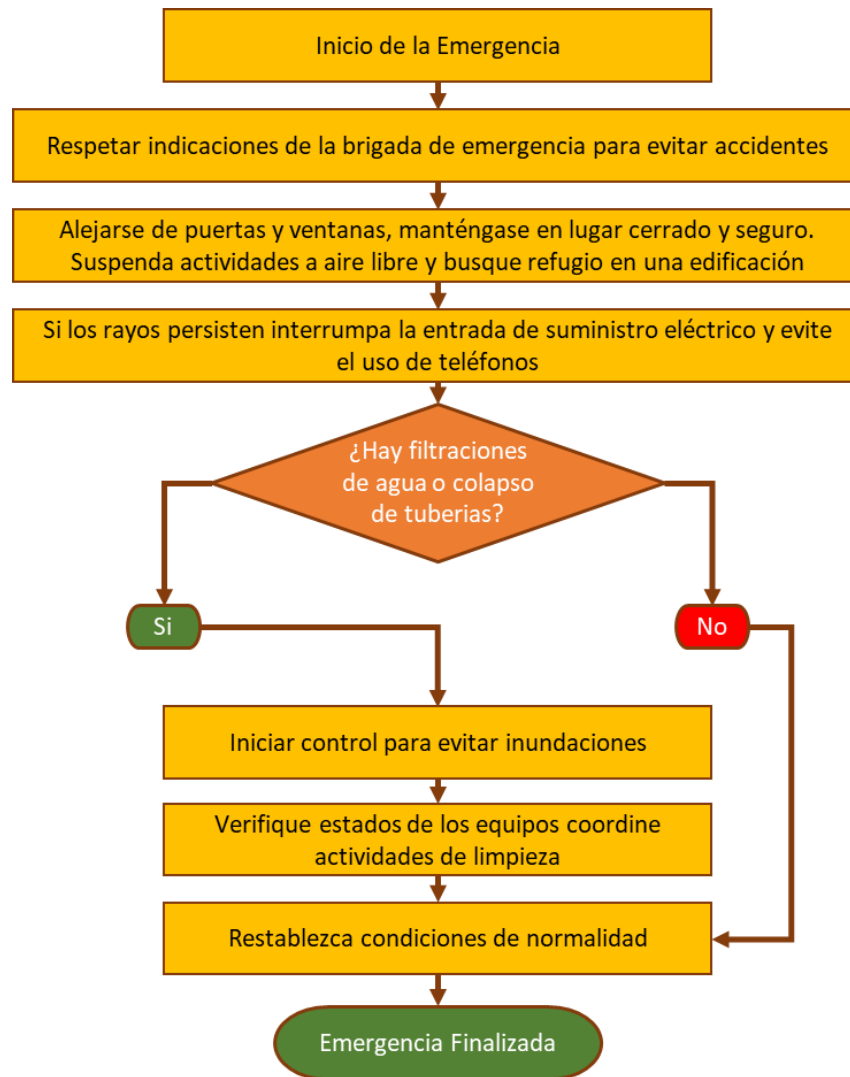 Inicio de la Emergencia
Respetar indicaciones de la brigada de emergencia para evitar accidentes
Alejarse de puertas y ventanas, manténgase en lugar cerrado y seguro.
Suspenda actividades a aire libre y busque refugio en una edificación
Si los rayos persisten interrumpa la entrada de suministro eléctrico y evite
el uso de teléfonos
¿Hay filtraciones
de agua o colapso
de tuberias?
Si
No
Iniciar control para evitar inundaciones
Verifique estados de los equipos coordine
actividades de limpieza
Restablezca condiciones de normalidad
Emergencia Finalizada